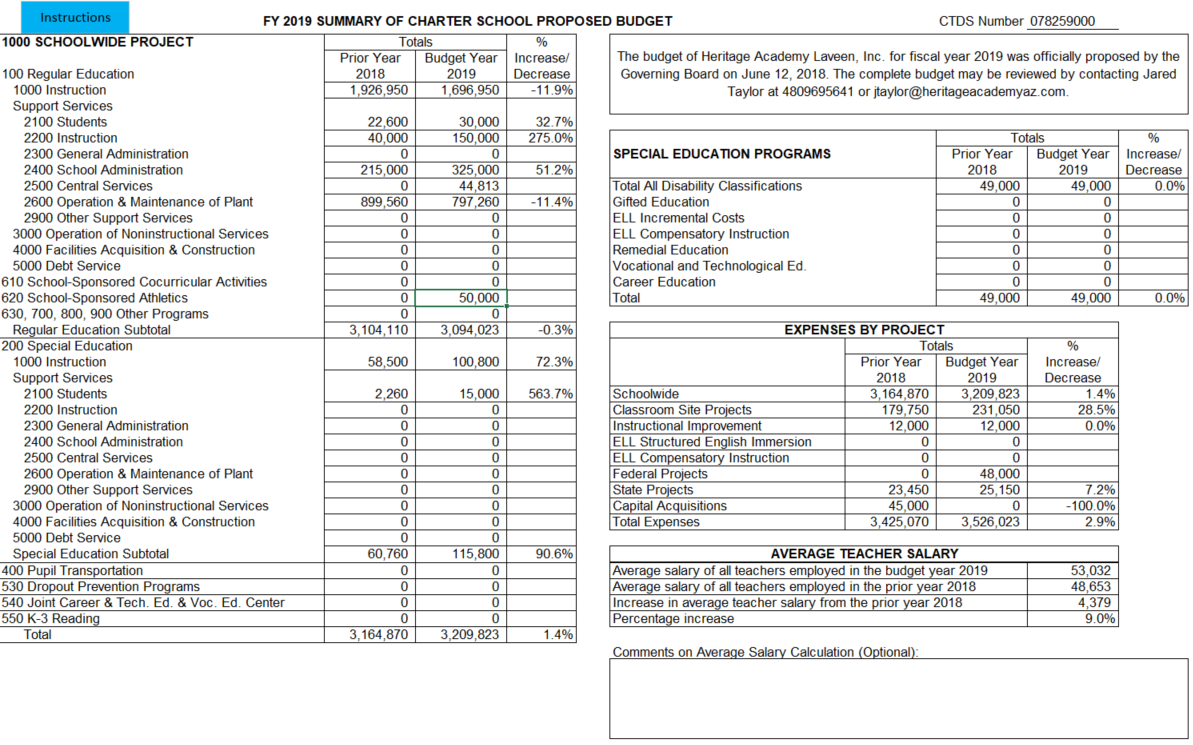 Instructions
FY 2019 SUMMARY OF CHARTER SCHOOL PROPOSED BUDGET
CTDS Number 078259000
1000 SCHOOLWIDE PROJECT
Totals %
Prior Year Budget Year Increase/
100 Regular Education 2018 2019 Decrease
1000 Instruction 1,926,950 1,696,950 -11.9%
Support Services
2100 Students 22,600 30,000 32.7%
2200 Instruction 40,000 150,000 275.0%
2300 General Administration 0 0
2400 School Administration 215,000 325,000 51.2%
2500 Central Services 0 44,813
2600 Operation & Maintenance of Plant 899,560 797,260 -11.4%
2900 Other Support Services 0 0
3000 Operation of Noninstructional Services 0 0
4000 Facilities Acquisition & Construction 0 0
5000 Debt Service 0 0
610 School-Sponsored Cocurricular Activities 0 0
620 School-Sponsored Athletics 0 50,000
630, 700, 800, 900 Other Programs 0 0
Regular Education Subtotal 3,104,110 3,094,023 -0.3%
200 Special Education
1000 Instruction 58,500 100,800 72.3%
Support Services
2100 Students 2,260 15,000 563.7%
2200 Instruction 0 0
2300 General Administration 0 0
2400 School Administration 0 0
2500 Central Services 0 0
2600 Operation & Maintenance of Plant 0 0
2900 Other Support Services 0 0
3000 Operation of Noninstructional Services 0 0
4000 Facilities Acquisition & Construction 0 0
5000 Debt Service 0 0
Special Education Subtotal 60,760 115,800 90.6%
400 Pupil Transportation 0 0
530 Dropout Prevention Programs 0 0
540 Joint Career & Tech. Ed. & Voc. Ed. Center 0 0
550 K-3 Reading 0 0
Total 3,164,870 3,209,823 1.4%
The budget of Heritage Academy Laveen, Inc. for fiscal year 2019 was officially proposed by the
Governing Board on June 12, 2018. The complete budget may be reviewed by contacting Jared
Taylor at 4809695641 or jtaylor@heritageacademyaz.com.
Totals %
SPECIAL EDUCATION PROGRAMS Prior Year Budget Year Increase/
2018 2019 Decrease
Total All Disability Classifications 49,000 49,000 0.0%
Gifted Education 0 0
ELL Incremental Costs 0 0
ELL Compensatory Instruction 0 0
Remedial Education 0 0
Vocational and Technological Ed. 0 0
Career Education 0 0
Total 49,000 49,000 0.0%
EXPENSES BY PROJECT
Totals %
Prior Year Budget Year Increase/
2018 2019 Decrease
Schoolwide 3,164,870 3,209,823 1.4%
Classroom Site Projects 179,750 231,050 28.5%
Instructional Improvement 12,000 12,000 0.0%
ELL Structured English Immersion 0 0
ELL Compensatory Instruction 0 0
Federal Projects 0 48,000
State Projects 23,450 25,150 7.2%
Capital Acquisitions 45,000 0 -100.0%
Total Expenses 3,425,070 3,526,023 2.9%
AVERAGE TEACHER SALARY
Average salary of all teachers employed in the budget year 2019 53,032
Average salary of all teachers employed in the prior year 2018 48,653
Increase in average teacher salary from the prior year 2018 4,379
Percentage increase 9.0%
Comments on Average Salary Calculation (Optional):